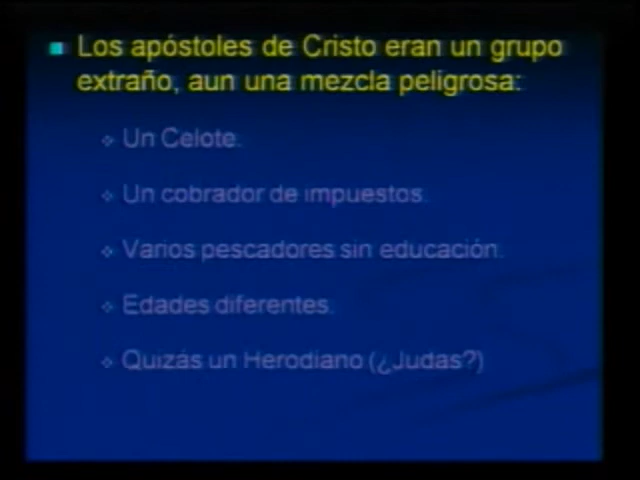 Los apóstoles de Cristo eran un grupo
extraño, aun una mezcla peligrosa:
Un Celote.
Un cobrador de impuestos.
Varios pescadores sin educación.
Edades diferentes.
Quizás un Herodiano (¿Judas?)